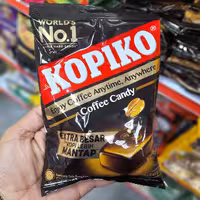 WORLD'S
No.1
KOPIKO
Enjoy Coffee Anytime, Anywhere
Coffee Candy
EXTRA BESAR
MANTAP